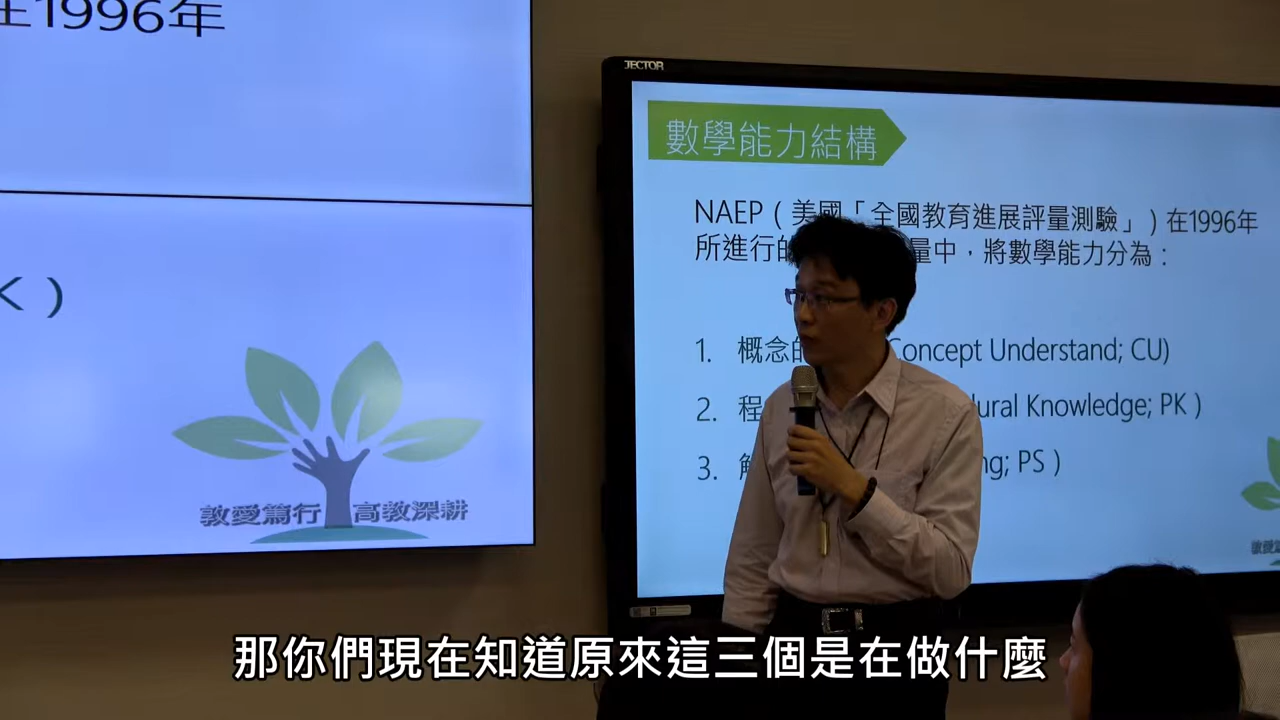 在1996年
K）
敦愛篤行 高教深耕
JECTOR
數學能力結構
NAEP（美國「全國教育進展評量測驗」）在1996年
所進行的 量中，將數學能力分為：
1. 概念的 Concept Understand; CU)
2. 程 dural Knowledge; PK）
3. 解 ng; PS）
那你們現在知道原來這三個是在做什麼